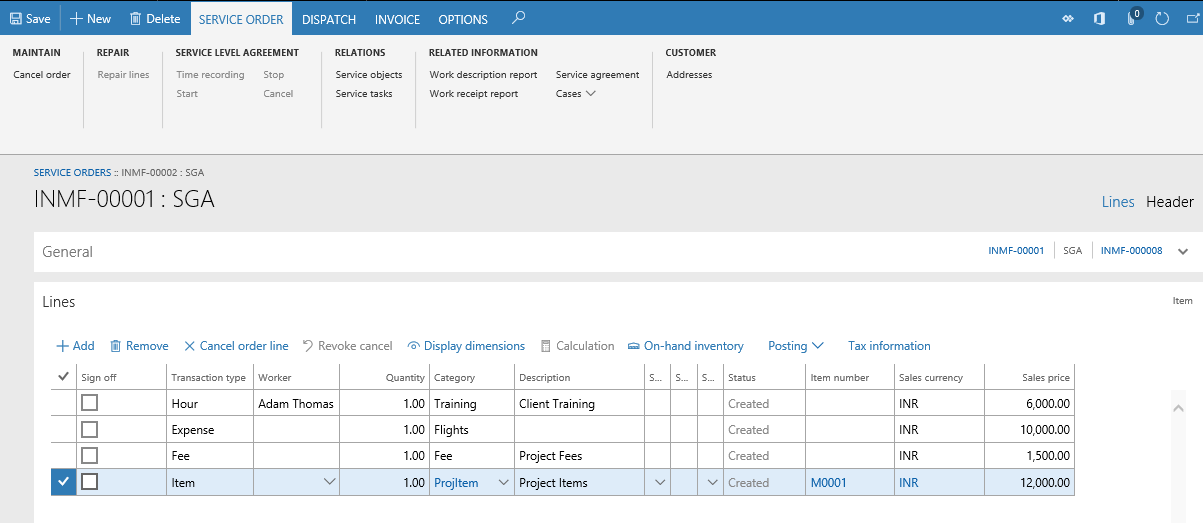 Save New Delete SERVICE ORDER DISPATCH INVOICE OPTIONS 0
MAINTAIN REPAIR SERVICE LEVEL AGREEMENT RELATIONS RELATED INFORMATION CUSTOMER
Cancel order Repair lines Time recording Stop Service objects Work description report Service agreement Addresses
Start Cancel Service tasks Work receipt report Cases
SERVICE ORDERS :: INMF-00002 : SGA
INMF-00001 : SGA
Lines Header
General INMF-00001 SGA INMF-000008
Lines Item
Add Remove Cancel order line Revoke cancel Display dimensions Calculation On-hand inventory Posting Tax information
Sign off Transaction type Worker Quantity Category Description S... S... S... Status Item number Sales currency Sales price
Hour Adam Thomas 1.00 Training Client Training Created INR 6,000.00
Expense 1.00 Flights Created INR 10,000.00
Fee 1.00 Fee Project Fees Created INR 1,500.00
Item 1.00 ProjItem Project Items Created M0001 INR 12,000.00